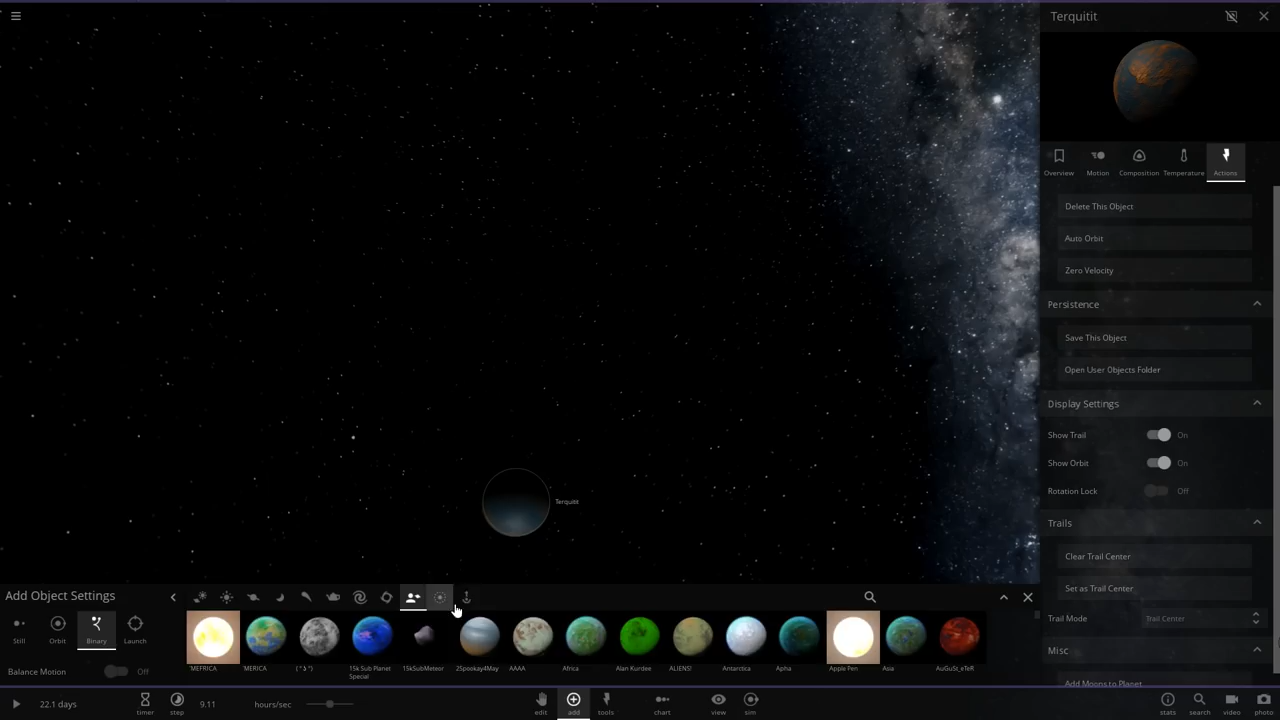 Terquitit
Overview Motion Composition Temperature Actions
Delete This Object
Auto Orbit
Zero Velocity
Persistence
Save This Object
Open User Objects Folder
Display Settings
Show Trail On
Show Orbit On
Rotation Lock Off
Trails
Clear Trail Center
Set as Trail Center
Trail Mode Trail Center
Misc
Add Moons to Planet
Terquitit
Add Object Settings
Still Orbit Binary Launch
Balance Motion Off
'MEFRICA 'MERICA ( ͡° ͜ʖ ͡°) 15k Sub Planet Special 15kSubMeteor 2Spookay4May AAAA Africa Alan Kurdee ALIENS! Antarctica Apha Apple Pen Asia AuGuSt_eTeR
22.1 days timer step 9.11 hours/sec edit add tools chart view sim stats search video photo